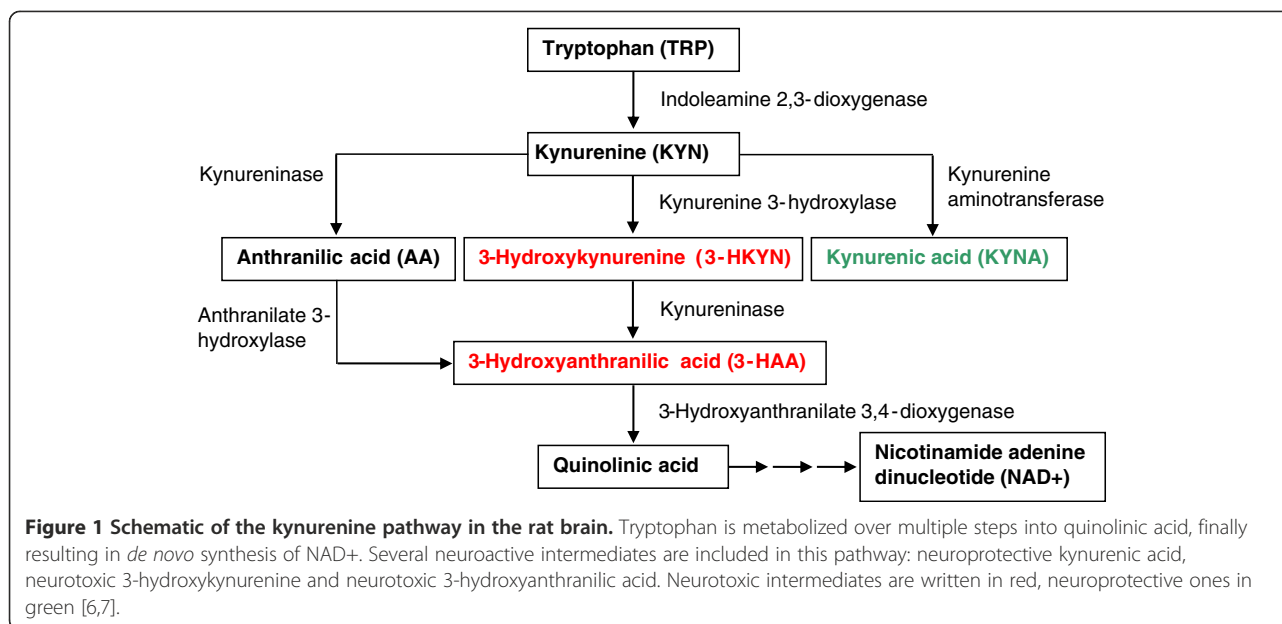 Tryptophan (TRP)
Indoleamine 2,3-dioxygenase
Kynurenine (KYN)
Kynureninase
Kynurenine 3-hydroxylase
Kynurenine
aminotransferase
Anthranilic acid (AA)
3-Hydroxykynurenine (3-HKYN)
Kynurenic acid (KYNA)
Anthranilate 3-
hydroxylase
Kynureninase
3-Hydroxyanthranilic acid (3-HAA)
3-Hydroxyanthranilate 3,4-dioxygenase
Quinolinic acid
Nicotinamide adenine
dinucleotide (NAD+)
Figure 1 Schematic of the kynurenine pathway in the rat brain. Tryptophan is metabolized over multiple steps into quinolinic acid, finally
resulting in de novo synthesis of NAD+. Several neuroactive intermediates are included in this pathway: neuroprotective kynurenic acid,
neurotoxic 3-hydroxykynurenine and neurotoxic 3-hydroxyanthranilic acid. Neurotoxic intermediates are written in red, neuroprotective ones in
green [6,7].